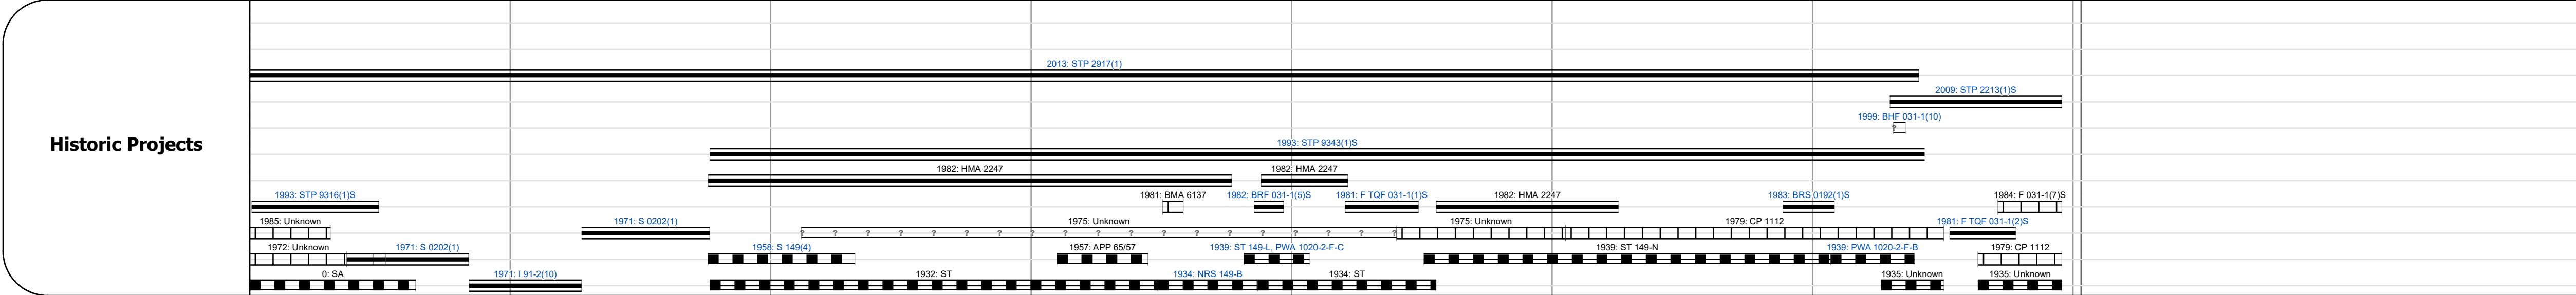 2013: STP 2917(1)
2009: STP 2213(1)S
1999: BHF 031-1(10)
?
Historic Projects
1993: STP 9343(1)S
1982: HMA 2247 1982: HMA 2247
1993: STP 9316(1)S 1981: BMA 6137 1982: BRF 031-1(5)S 1981: F TQF 031-1(1)S 1982: HMA 2247 1983: BRS 0192(1)S 1984: F 031-1(7)S
1985: Unknown 1971: S 0202(1) 1975: Unknown 1975: Unknown 1979: CP 1112 1981: F TQF 031-1(2)S
? ? ? ? ? ? ? ? ? ? ? ? ? ? ? ? ? ? ?
1972: Unknown 1971: S 0202(1) 1958: S 149(4) 1957: APP 65/57 1939: ST 149-L, PWA 1020-2-F-C 1939: ST 149-N 1939: PWA 1020-2-F-B 1979: CP 1112
0: SA 1971: I 91-2(10) 1932: ST 1934: NRS 149-B 1934: ST 1935: Unknown 1935: Unknown